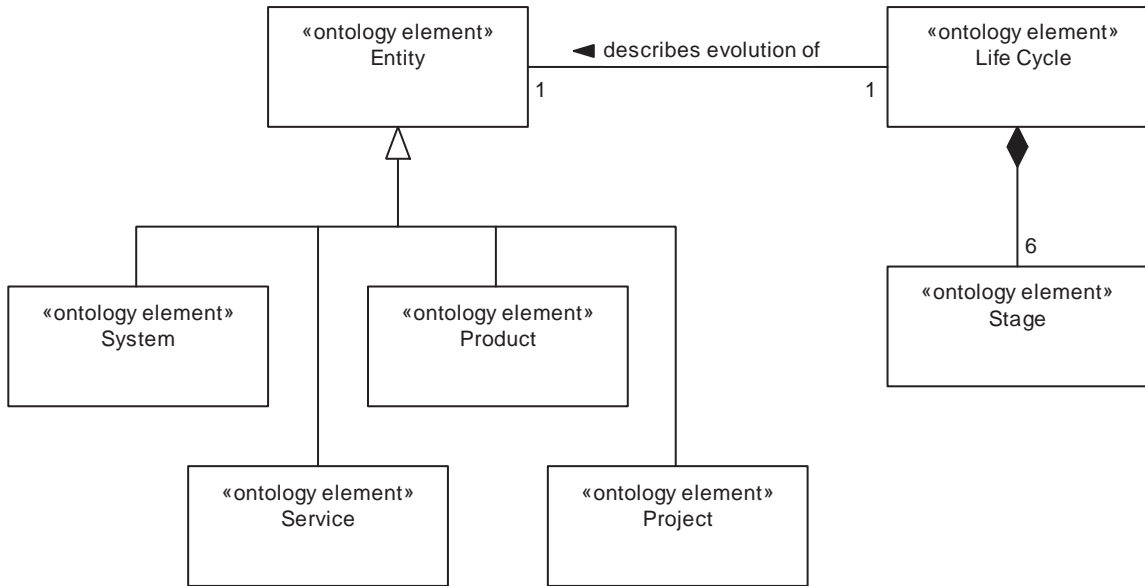 «ontology element»
Entity
describes evolution of
1
1
«ontology element»
Life Cycle
6
«ontology element»
Stage
«ontology element»
System
«ontology element»
Product
«ontology element»
Service
«ontology element»
Project